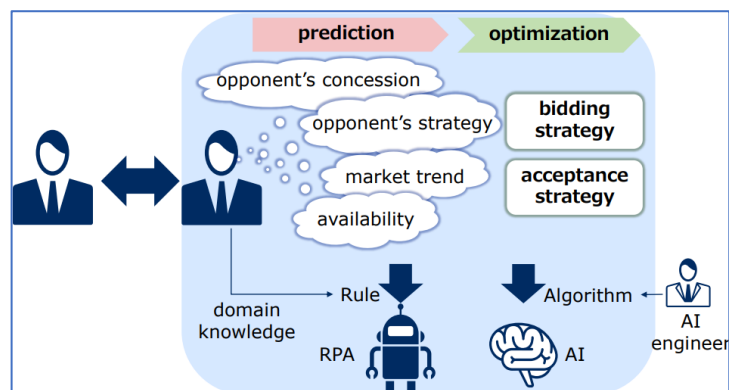 prediction
optimization
opponent's concession
opponent's strategy
market trend
availability
bidding
strategy
acceptance
strategy
domain
knowledge
Rule
Algorithm
RPA
AI
AI
engineer